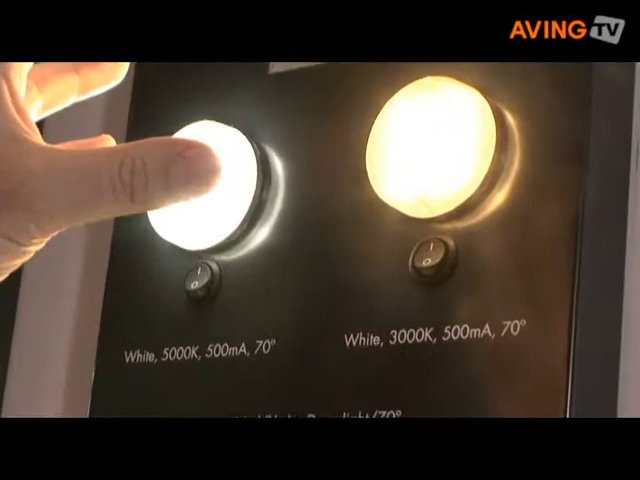 AVING TV
I
O
I
O
White, 5000K, 500mA, 70°
White, 3000K, 500mA, 70°